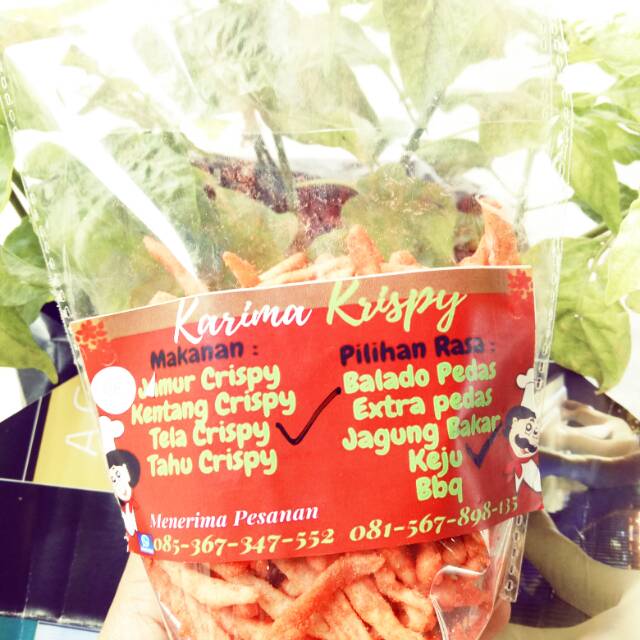 Karima Krispy
Makanan :
Jamur Crispy
Kentang Crispy
Tela Crispy
Tahu Crispy
Pilihan Rasa :
Balado Pedas
Extra pedas
Jagung Bakar
Keju
Bbq
Menerima Pesanan
085-367-347-552 081-567-898-135